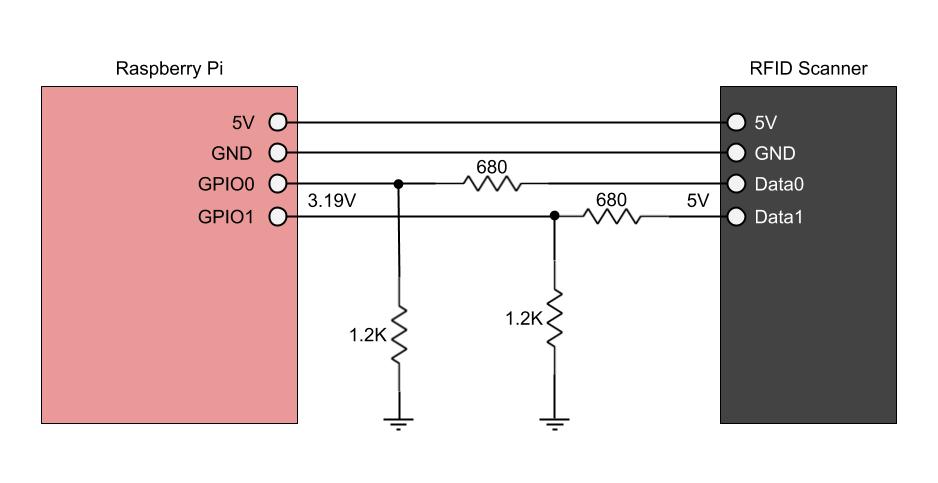 Raspberry Pi
RFID Scanner
5V
5V
GND
GND
680
GPIO0
Data0
3.19V
680
5V
GPIO1
Data1
1.2K
1.2K